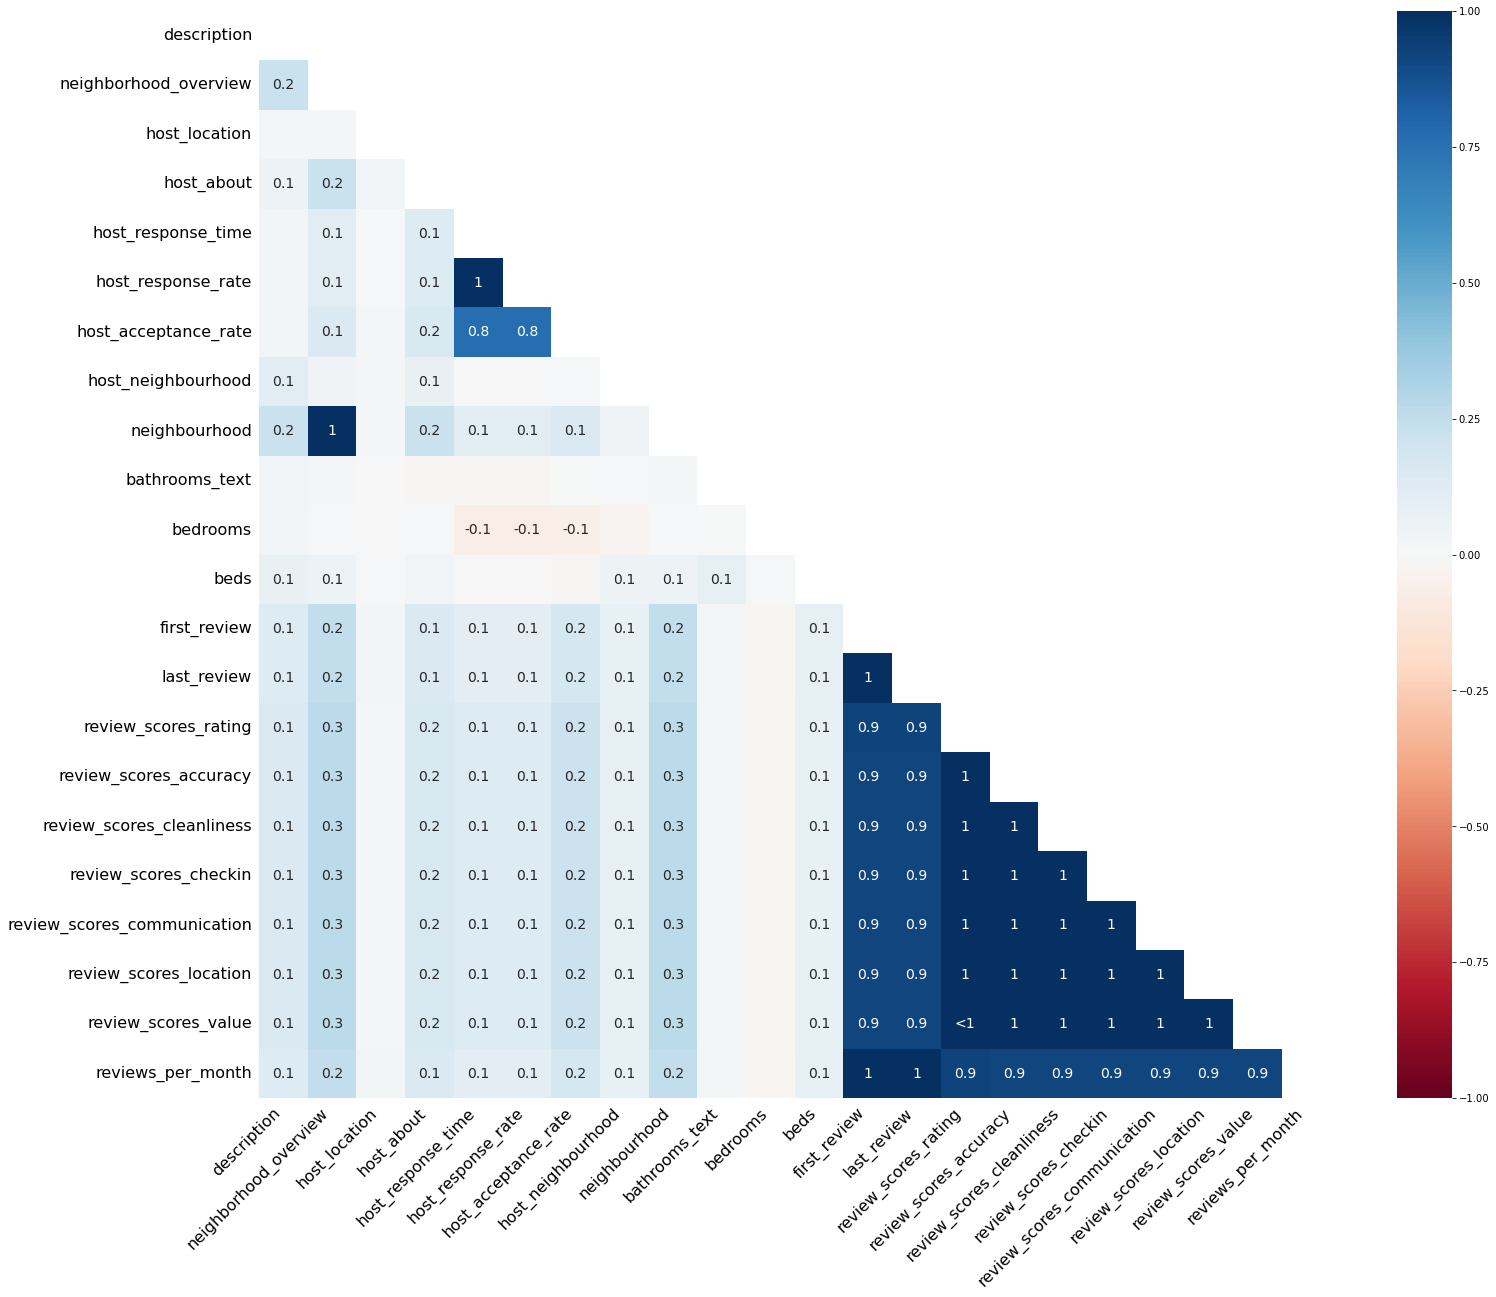 description
neighborhood_overview 0.2
host_location
host_about 0.1 0.2
host_response_time 0.1 0.1
host_response_rate 0.1 0.1 1
host_acceptance_rate 0.1 0.2 0.8 0.8
host_neighbourhood 0.1 0.1
neighbourhood 0.2 1 0.2 0.1 0.1 0.1
bathrooms_text
bedrooms -0.1 -0.1 -0.1
beds 0.1 0.1 0.1 0.1 0.1
first_review 0.1 0.2 0.1 0.1 0.1 0.2 0.1 0.2 0.1
last_review 0.1 0.2 0.1 0.1 0.1 0.2 0.1 0.2 0.1 1
review_scores_rating 0.1 0.3 0.2 0.1 0.1 0.2 0.1 0.3 0.1 0.9 0.9
review_scores_accuracy 0.1 0.3 0.2 0.1 0.1 0.2 0.1 0.3 0.1 0.9 0.9 1
review_scores_cleanliness 0.1 0.3 0.2 0.1 0.1 0.2 0.1 0.3 0.1 0.9 0.9 1 1
review_scores_checkin 0.1 0.3 0.2 0.1 0.1 0.2 0.1 0.3 0.1 0.9 0.9 1 1 1
review_scores_communication 0.1 0.3 0.2 0.1 0.1 0.2 0.1 0.3 0.1 0.9 0.9 1 1 1 1
review_scores_location 0.1 0.3 0.2 0.1 0.1 0.2 0.1 0.3 0.1 0.9 0.9 1 1 1 1 1
review_scores_value 0.1 0.3 0.2 0.1 0.1 0.2 0.1 0.3 0.1 0.9 0.9 <1 1 1 1 1 1
reviews_per_month 0.1 0.2 0.1 0.1 0.1 0.2 0.1 0.2 0.1 1 1 0.9 0.9 0.9 0.9 0.9 0.9 0.9
description
neighborhood_overview
host_location
host_about
host_response_time
host_response_rate
host_acceptance_rate
host_neighbourhood
neighbourhood
bathrooms_text
bedrooms
beds
first_review
last_review
review_scores_rating
review_scores_accuracy
review_scores_cleanliness
review_scores_checkin
review_scores_communication
review_scores_location
review_scores_value
reviews_per_month
1.00
0.75
0.50
0.25
0.00
−0.25
−0.50
−0.75
−1.00